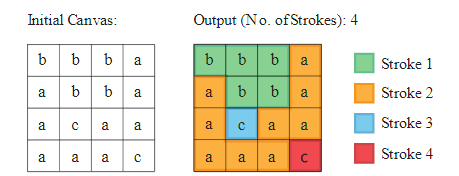 Initial Canvas:
Output (No. of Strokes): 4
b b b a
a b b a
a c a a
a a a c
b b b a
a b b a
a c a a
a a a c
Stroke 1
Stroke 2
Stroke 3
Stroke 4